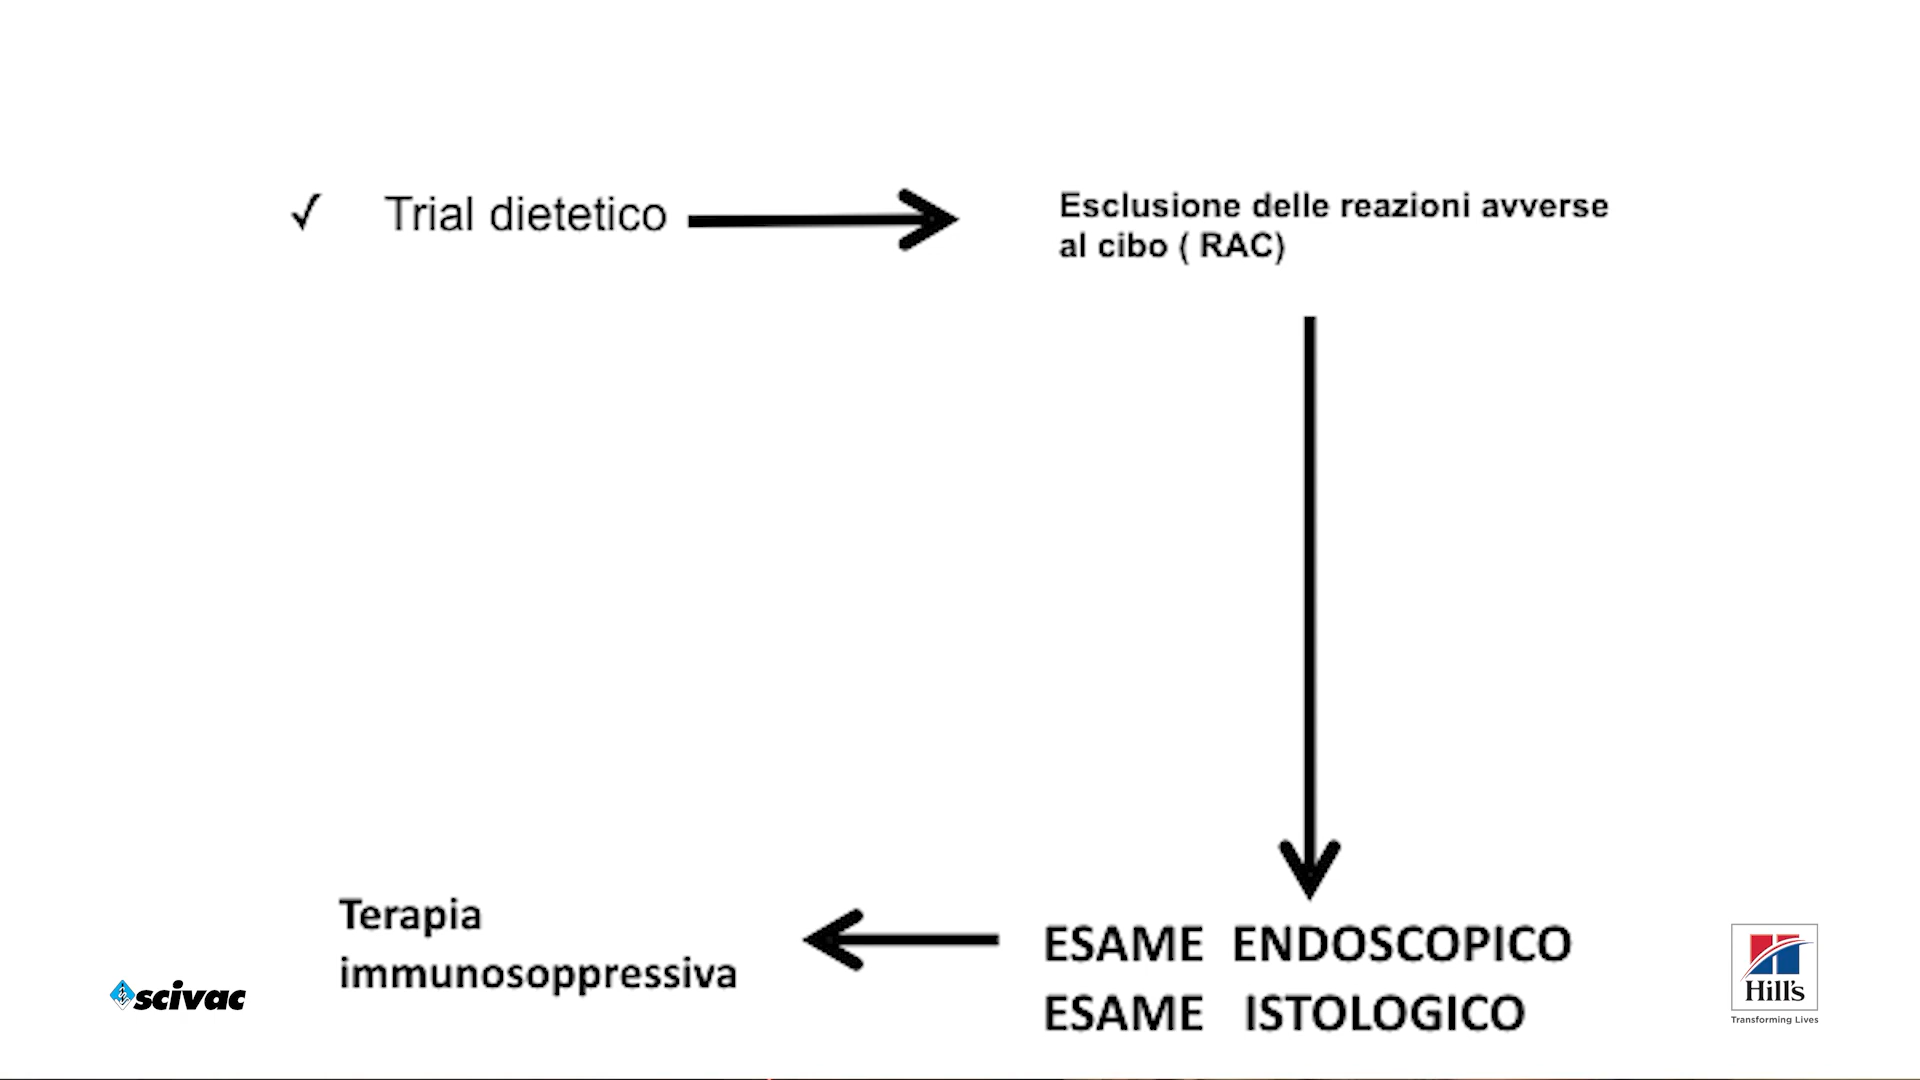 ✓ Trial dietetico
Esclusione delle reazioni avverse
al cibo ( RAC)
Terapia
immunosoppressiva
ESAME ENDOSCOPICO
ESAME ISTOLOGICO
scivac
Hill's
Transforming Lives